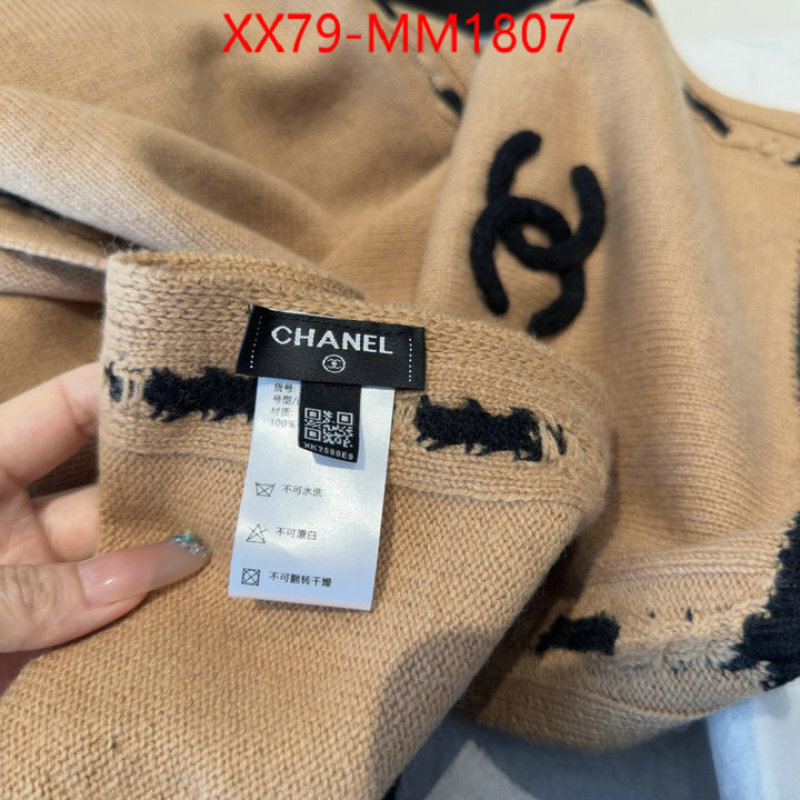 XX79-MM1807
CHANEL
货号
号型/
材质:
100%
XK2598E9
不可水洗
不可漂白
不可翻转干燥